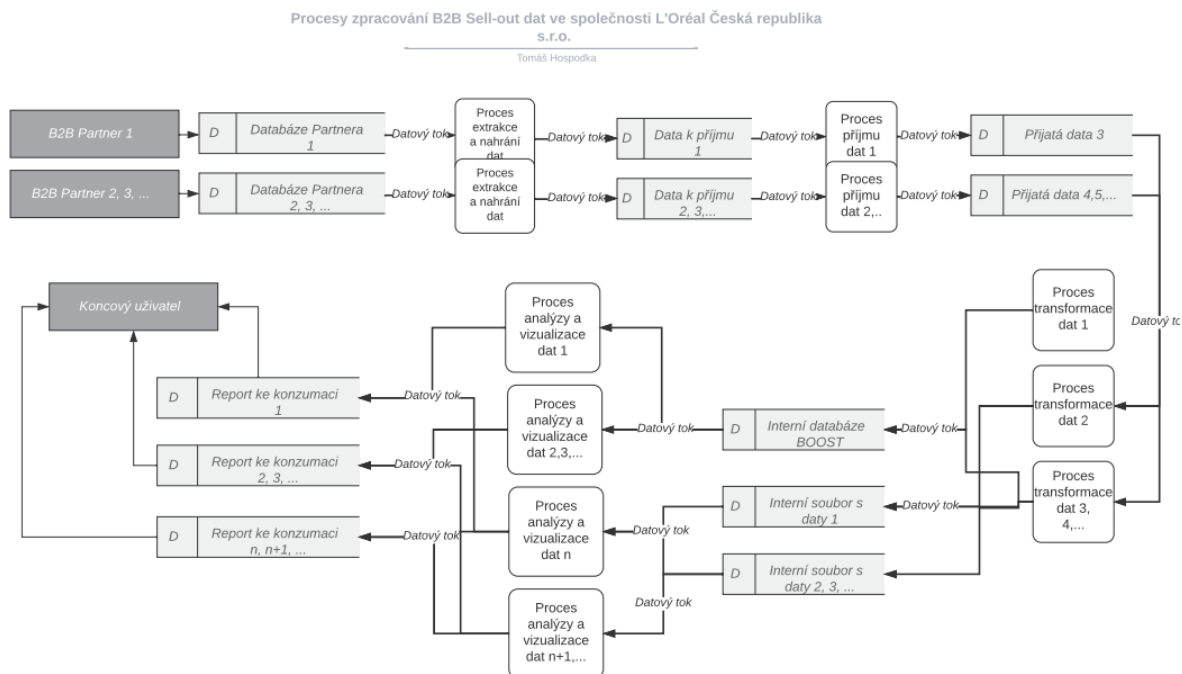 Procesy zpracování B2B Sell-out dat ve společnosti L'Oréal Česká republika
s.r.o.
Tomáš Hospodka
B2B Partner 1
D
Databáze Partnera
1
Datový tok
Proces
extrakce
a nahrání
dat
Datový tok
D
Data k příjmu
1
Datový tok
Proces
příjmu
dat 1
Datový tok
D
Přijatá data 3
B2B Partner 2, 3, ...
D
Databáze Partnera
2, 3, ...
Datový tok
Proces
extrakce
a nahrání
dat
Datový tok
D
Data k příjmu
2, 3,...
Datový tok
Proces
příjmu
dat 2,..
Datový tok
D
Přijatá data 4,5,...
Koncový uživatel
Proces
analýzy a
vizualizace
dat 1
Proces
transformace
dat 1
Datový to
D
Report ke konzumaci
1
Datový tok
Proces
analýzy a
vizualizace
dat 2,3,...
Datový tok
D
Interní databáze
BOOST
Datový tok
Proces
transformace
dat 2
D
Report ke konzumaci
2, 3, ...
Datový tok
Proces
analýzy a
vizualizace
dat n
Datový tok
D
Interní soubor s
daty 1
Datový tok
Proces
transformace
dat 3,
4,...
D
Report ke konzumaci
n, n+1, ...
Datový tok
D
Interní soubor s
daty 2, 3, ...
Proces
analýzy a
vizualizace
dat n+1,...
Datový tok